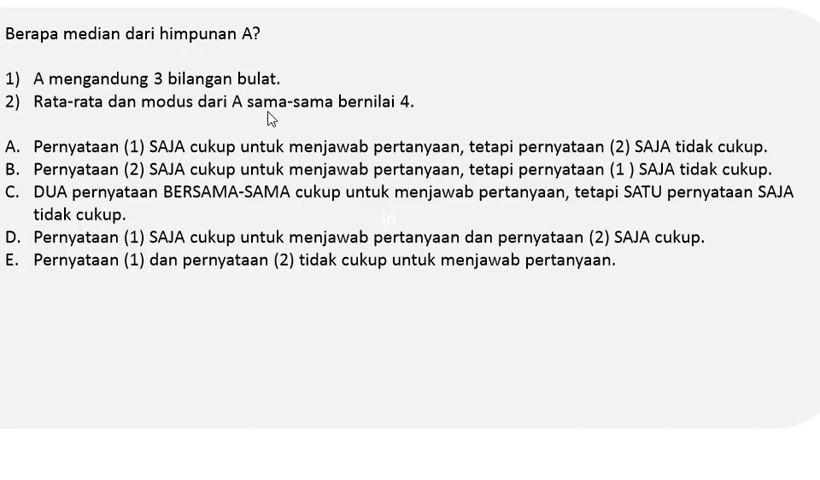 Berapa median dari himpunan A?
1) A mengandung 3 bilangan bulat.
2) Rata-rata dan modus dari A sama-sama bernilai 4.
A. Pernyataan (1) SAJA cukup untuk menjawab pertanyaan, tetapi pernyataan (2) SAJA tidak cukup.
B. Pernyataan (2) SAJA cukup untuk menjawab pertanyaan, tetapi pernyataan (1 ) SAJA tidak cukup.
C. DUA pernyataan BERSAMA-SAMA cukup untuk menjawab pertanyaan, tetapi SATU pernyataan SAJA
tidak cukup.
in
D. Pernyataan (1) SAJA cukup untuk menjawab pertanyaan dan pernyataan (2) SAJA cukup.
E. Pernyataan (1) dan pernyataan (2) tidak cukup untuk menjawab pertanyaan.